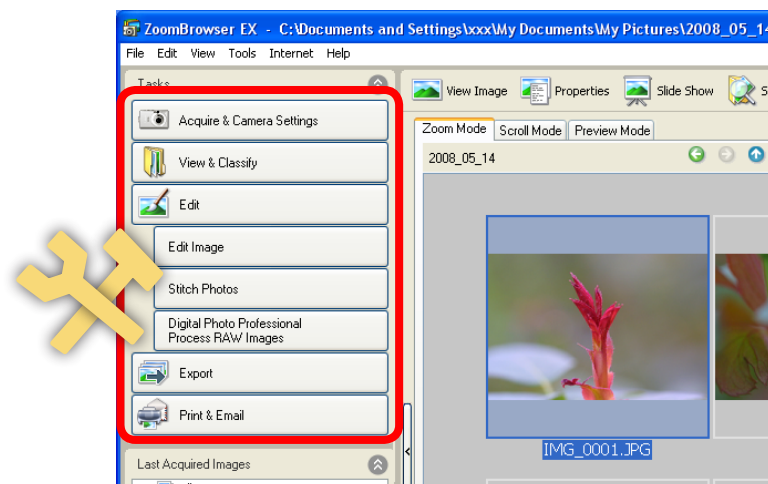 ZoomBrowser EX - C:\Documents and Settings\xxx\My Documents\My Pictures\2008_05_14
File Edit View Tools Internet Help
Tasks
View Image Properties Slide Show S
Acquire & Camera Settings
Zoom Mode Scroll Mode Preview Mode
2008_05_14
View & Classify
Edit
Edit Image
Stitch Photos
Digital Photo Professional
Process RAW Images
Export
Print & Email
IMG_0001.JPG
Last Acquired Images